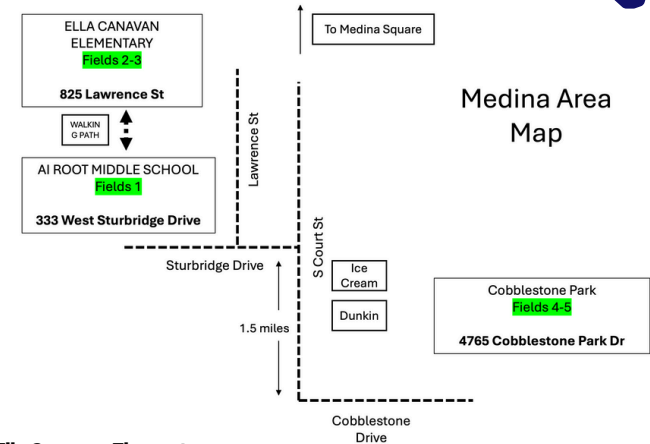 ELLA CANAVAN
ELEMENTARY
Fields 2-3
825 Lawrence St
To Medina Square
Medina Area
Map
WALKIN
G PATH
Lawrence St
AI ROOT MIDDLE SCHOOL
Fields 1
333 West Sturbridge Drive
S Court St
Sturbridge Drive
Ice
Cream
Dunkin
1.5 miles
Cobblestone Park
Fields 4-5
4765 Cobblestone Park Dr
Cobblestone
Drive